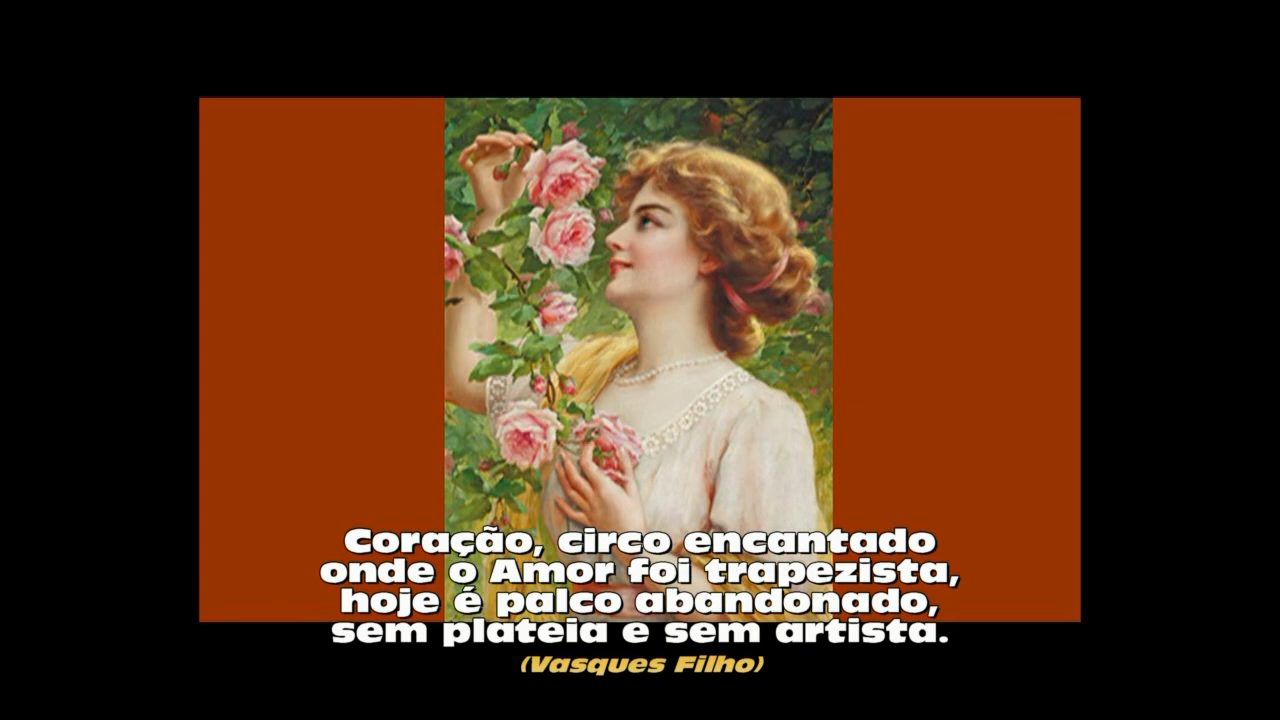 Coração, circo encantado
onde o Amor foi trapezista,
hoje é palco abandonado,
sem plateia e sem artista.
(Vasques Filho)